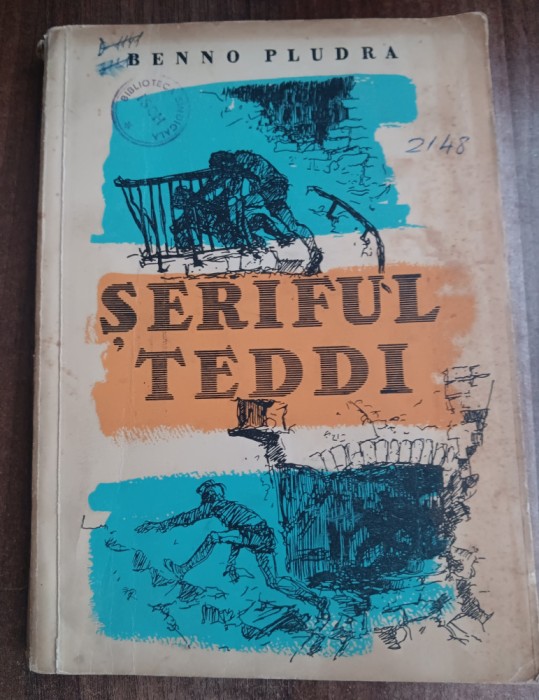 BENNO PLUDRA
2148
ȘERIFUL
TEDDI